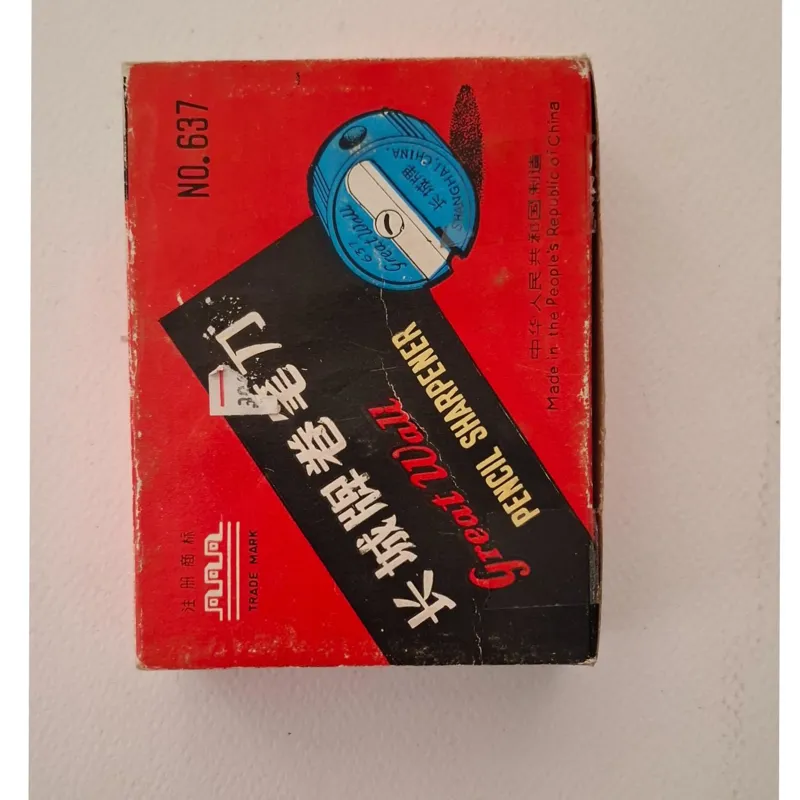 注册商标
TRADE MARK
NO. 637
长城牌卷笔刀
Great Wall
PENCIL SHARPENER
长城牌
SHANGHAI, CHINA
637
Great Wall
中华人民共和国制造
Made in the People's Republic of China